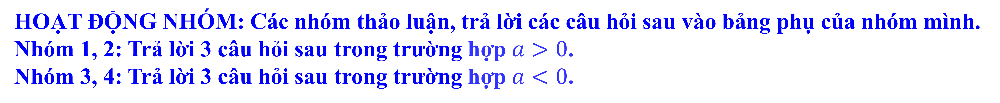 HOẠT ĐỘNG NHÓM: Các nhóm thảo luận, trả lời các câu hỏi sau vào bảng phụ của nhóm mình.
Nhóm 1, 2: Trả lời 3 câu hỏi sau trong trường hợp a > 0.
Nhóm 3, 4: Trả lời 3 câu hỏi sau trong trường hợp a < 0.